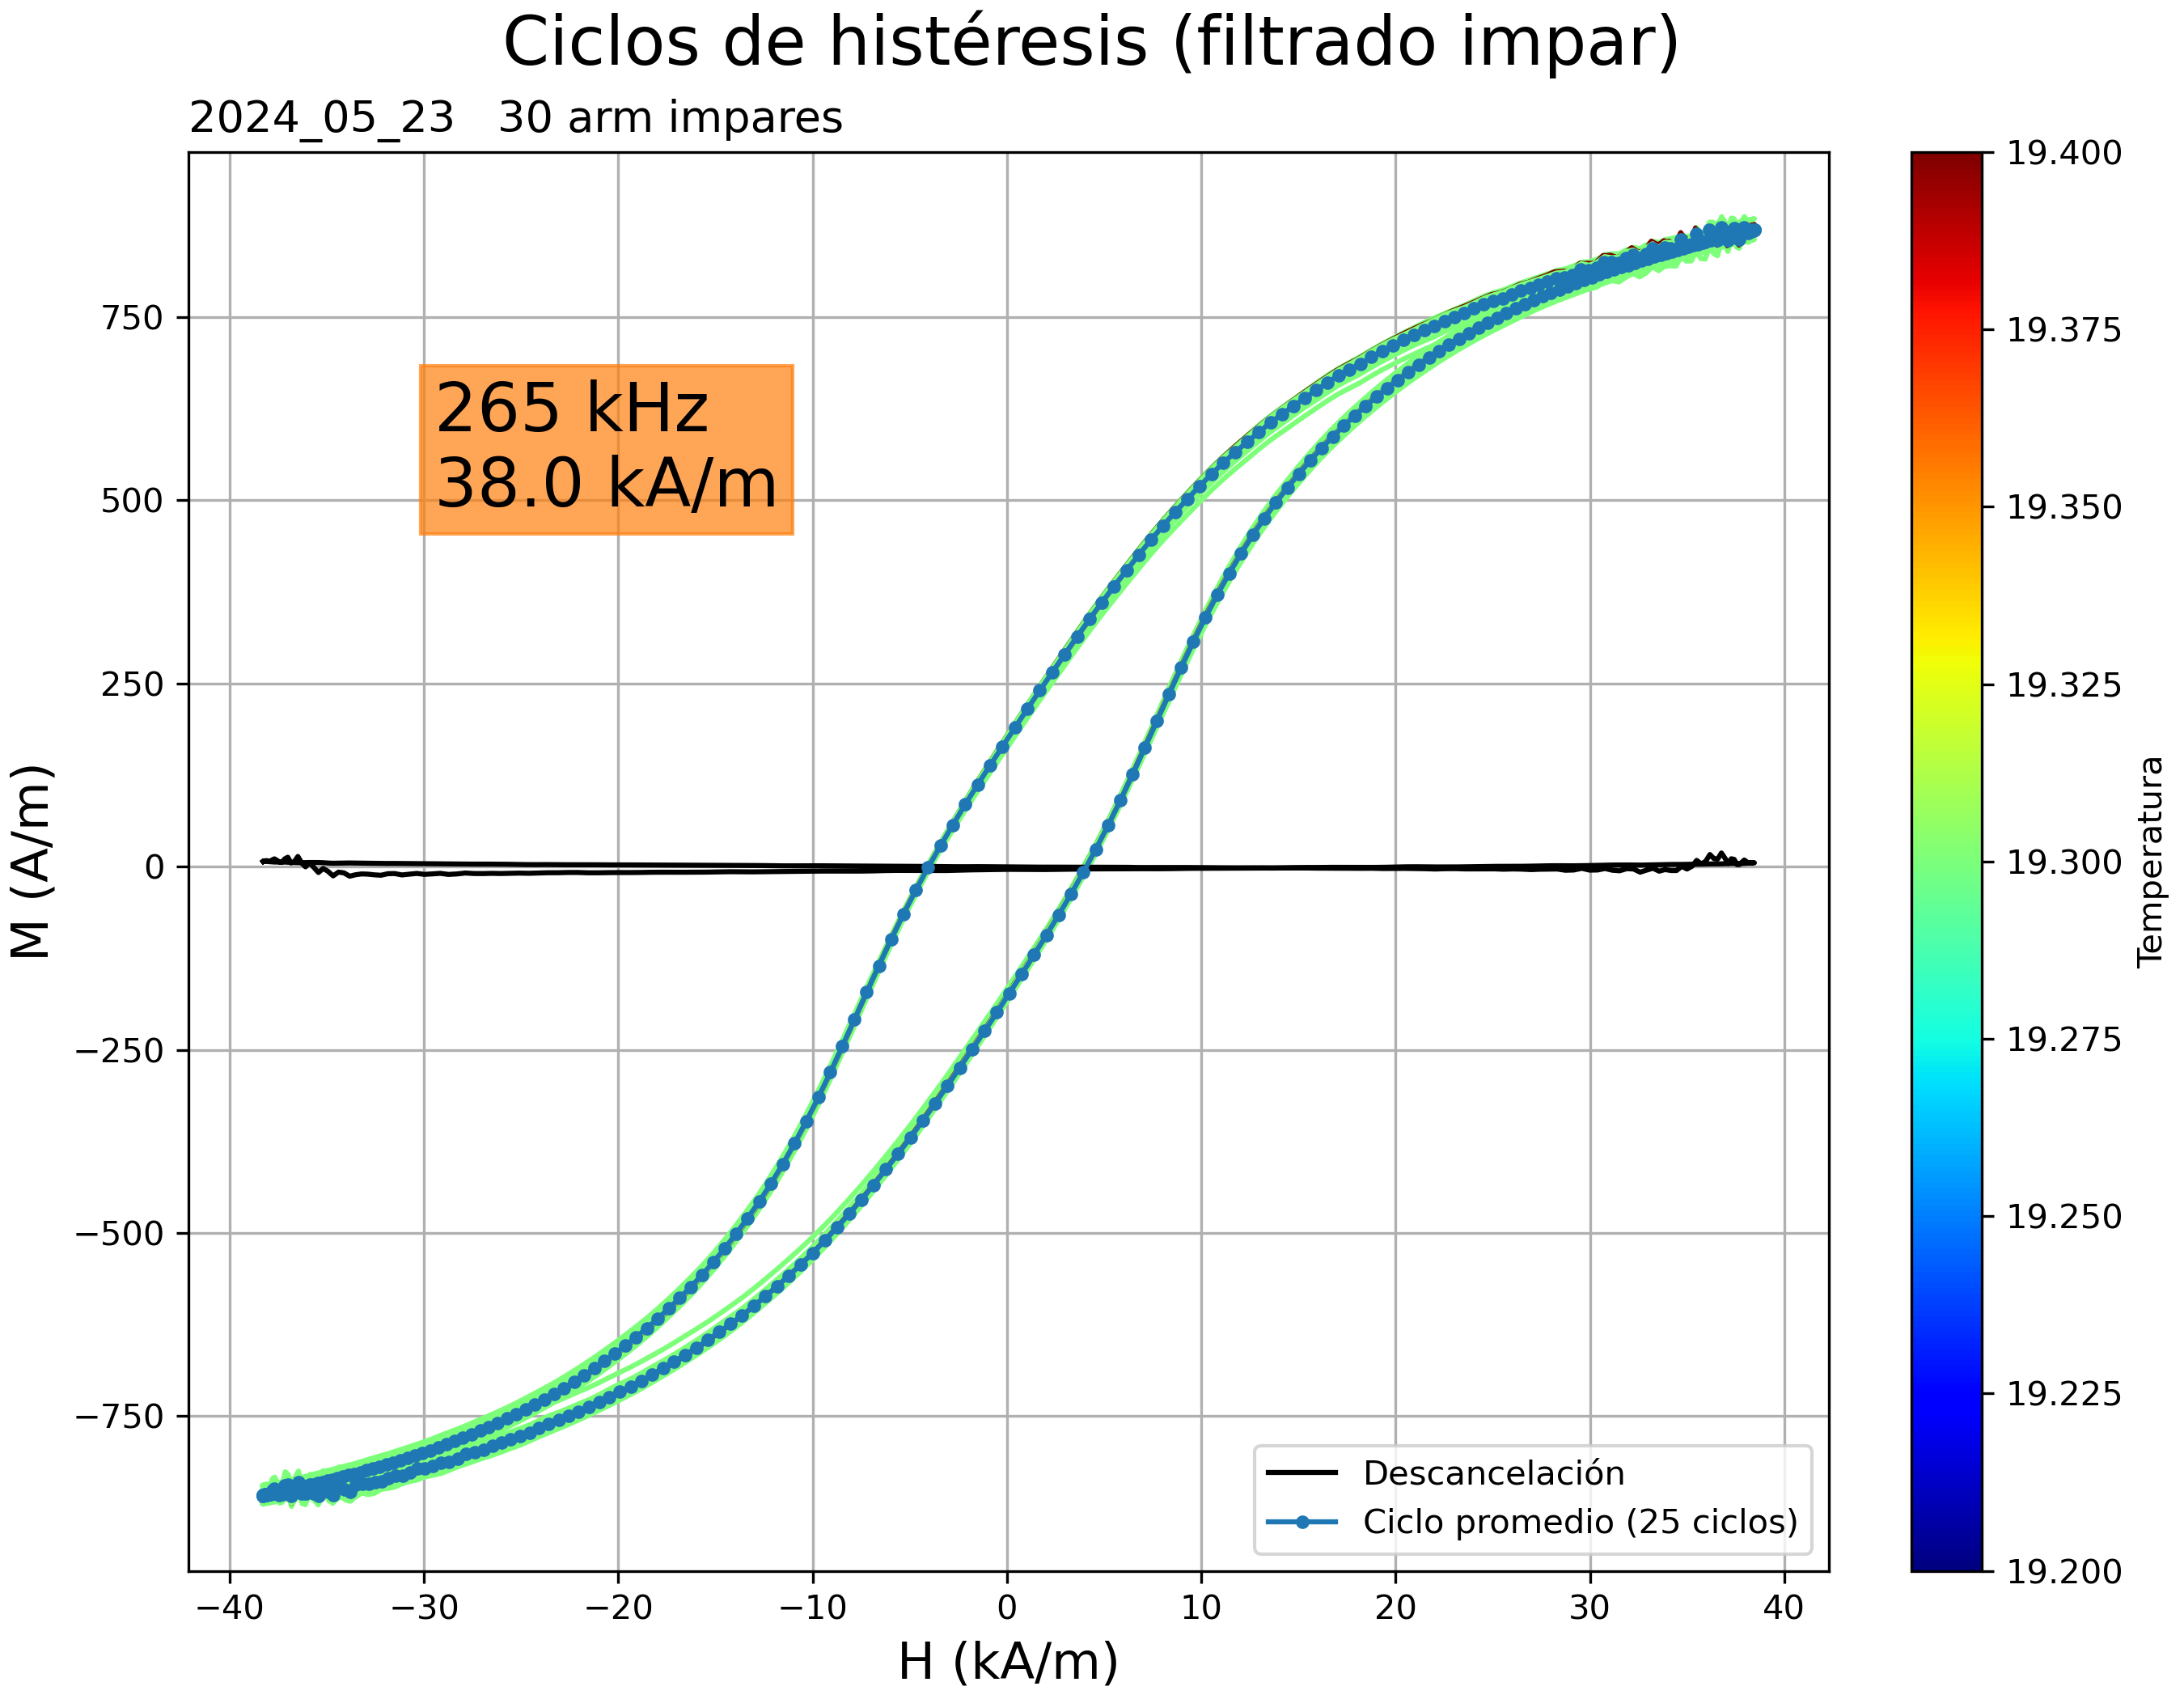 Ciclos de histéresis (filtrado impar)
2024_05_23   30 arm impares
265 kHz
38.0 kA/m
M (A/m)
750
500
250
0
−250
−500
−750
−40
−30
−20
−10
0
10
20
30
40
H (kA/m)
Descancelación
Ciclo promedio (25 ciclos)
19.400
19.375
19.350
19.325
19.300
19.275
19.250
19.225
19.200
Temperatura